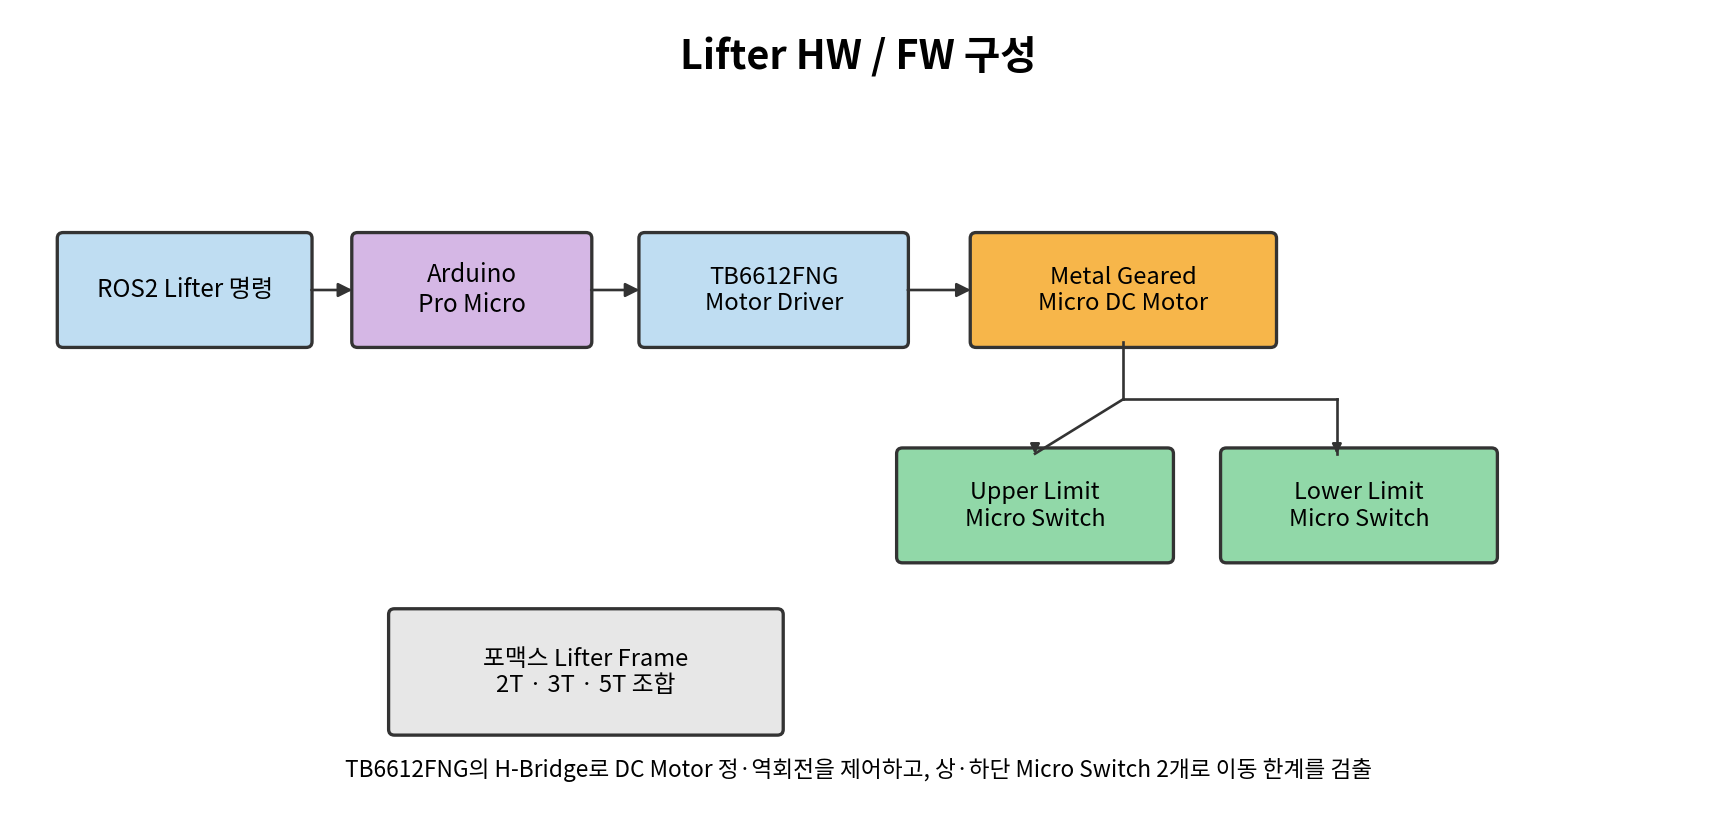 Lifter HW / FW 구성
ROS2 Lifter 명령
Arduino
Pro Micro
TB6612FNG
Motor Driver
Metal Geared
Micro DC Motor
Upper Limit
Micro Switch
Lower Limit
Micro Switch
포맥스 Lifter Frame
2T · 3T · 5T 조합
TB6612FNG의 H-Bridge로 DC Motor 정·역회전을 제어하고, 상·하단 Micro Switch 2개로 이동 한계를 검출